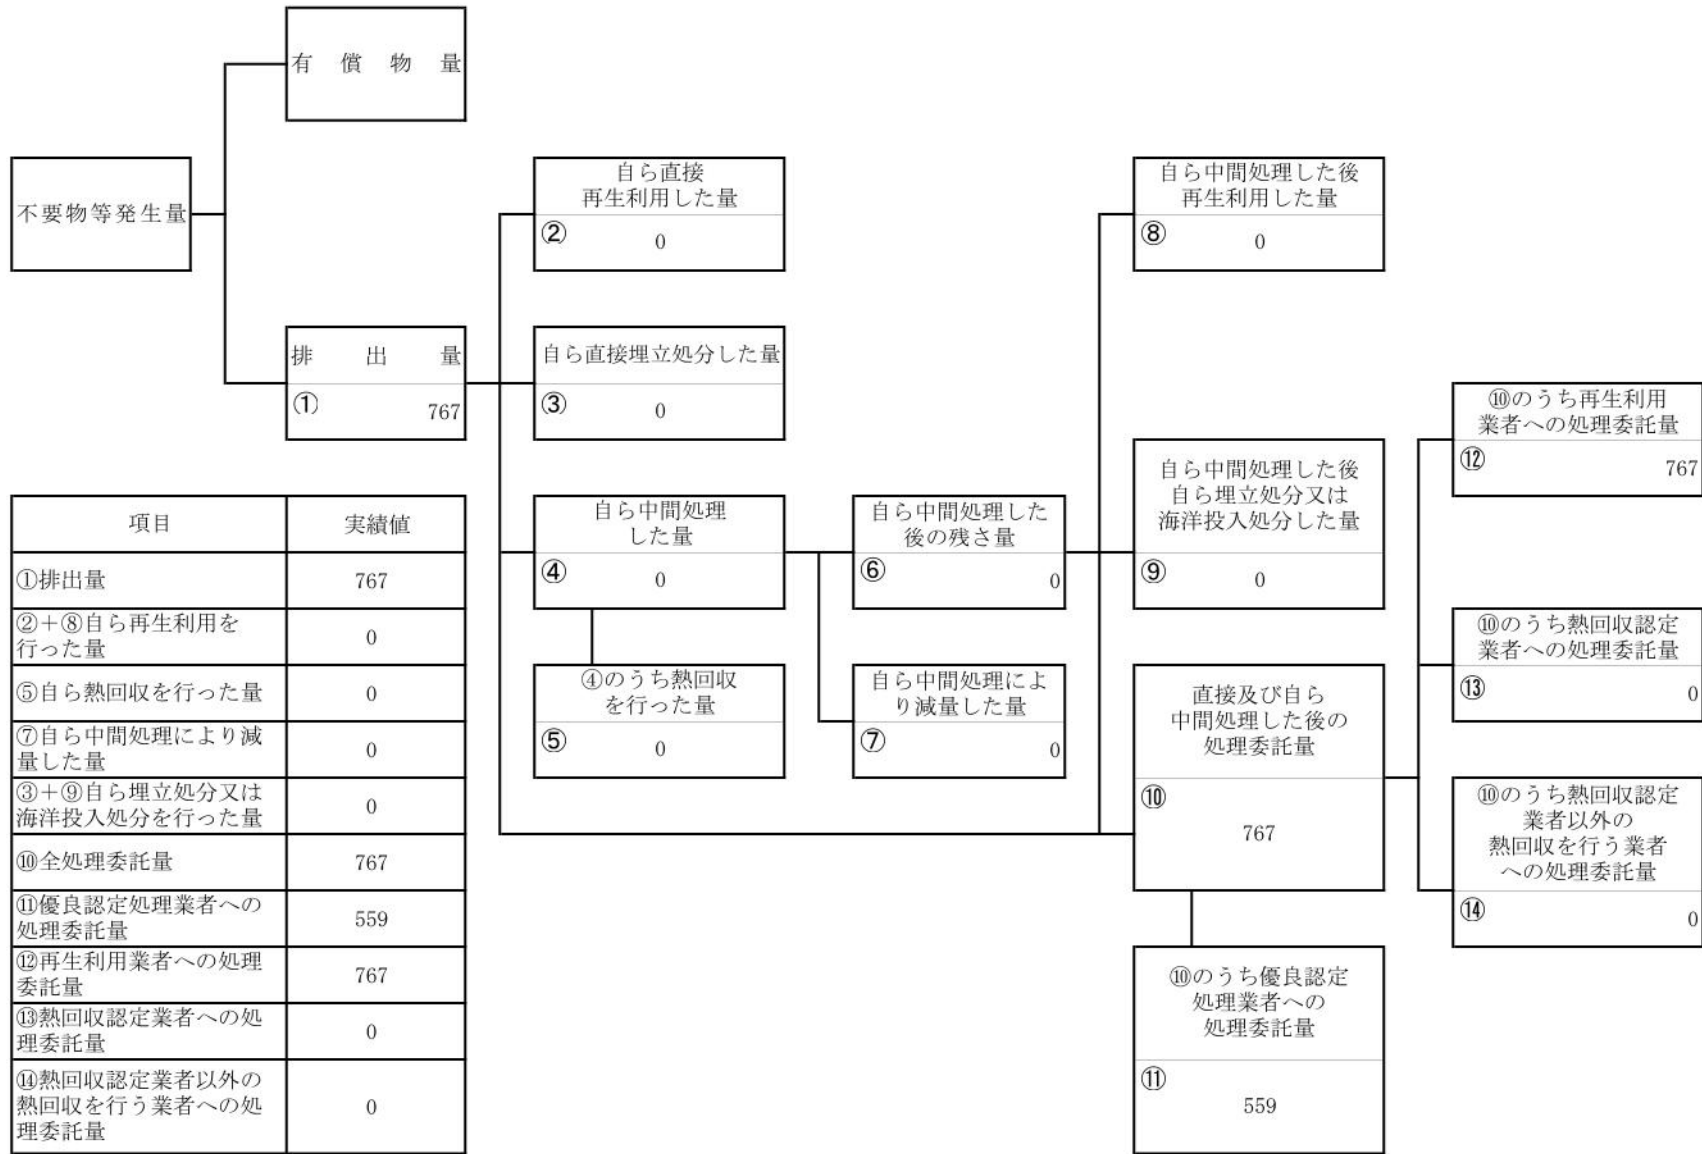 有償物量
不要物等発生量
排出量
①
767
自ら直接
再生利用した量
②
0
自ら直接埋立処分した量
③
0
自ら中間処理
した量
④
0
④のうち熱回収
を行った量
⑤
0
自ら中間処理した
後の残さ量
⑥
0
自ら中間処理によ
り減量した量
⑦
0
自ら中間処理した後
再生利用した量
⑧
0
自ら中間処理した後
自ら埋立処分又は
海洋投入処分した量
⑨
0
直接及び自ら
中間処理した後の
処理委託量
⑩
767
⑩のうち優良認定
処理業者への
処理委託量
⑪
559
⑩のうち再生利用
業者への処理委託量
⑫
767
⑩のうち熱回収認定
業者への処理委託量
⑬
0
⑩のうち熱回収認定
業者以外の
熱回収を行う業者
への処理委託量
⑭
0
項目 実績値
①排出量 767
②＋⑧自ら再生利用を
行った量
0
⑤自ら熱回収を行った量 0
⑦自ら中間処理により減
量した量
0
③＋⑨自ら埋立処分又は
海洋投入処分を行った量
0
⑩全処理委託量 767
⑪優良認定処理業者への
処理委託量
559
⑫再生利用業者への処理
委託量
767
⑬熱回収認定業者への処
理委託量
0
⑭熱回収認定業者以外の
熱回収を行う業者への処
理委託量
0